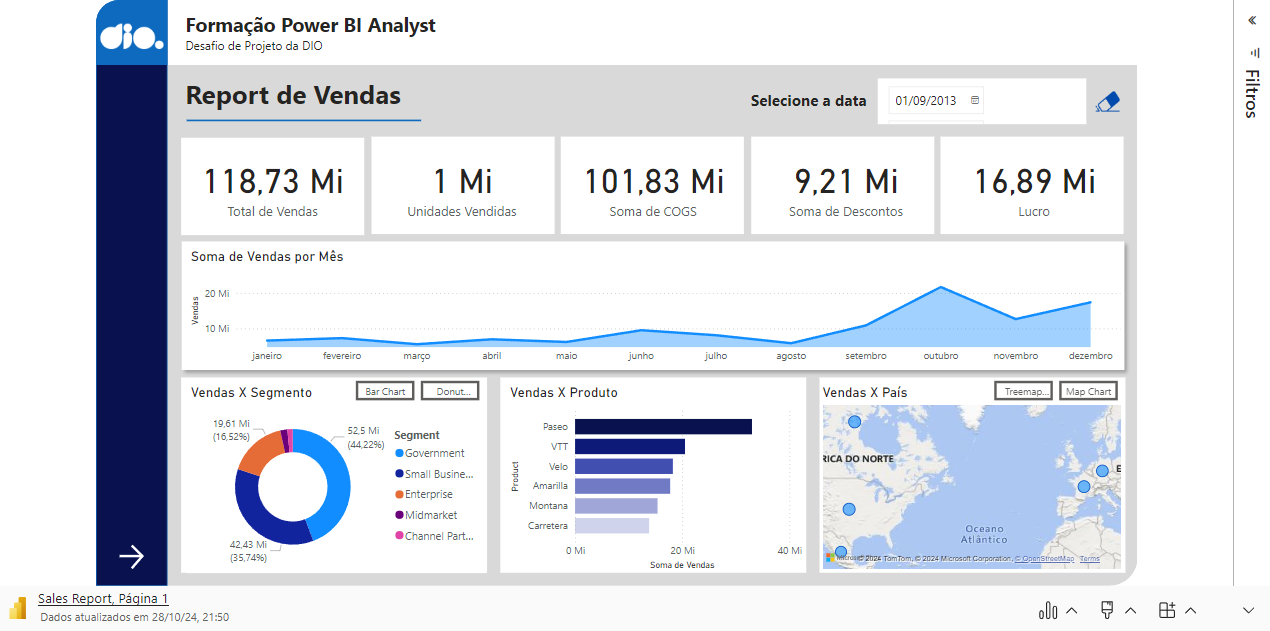 dio.
Formação Power BI Analyst
Desafio de Projeto da DIO
«
Filtros
Report de Vendas
Selecione a data
01/09/2013
118,73 Mi
Total de Vendas
1 Mi
Unidades Vendidas
101,83 Mi
Soma de COGS
9,21 Mi
Soma de Descontos
16,89 Mi
Lucro
Soma de Vendas por Mês
Vendas
20 Mi
10 Mi
janeiro fevereiro março abril maio junho julho agosto setembro outubro novembro dezembro
Vendas X Segmento
Bar Chart
Donut...
19,61 Mi
(16,52%)
52,5 Mi
(44,22%)
42,43 Mi
(35,74%)
Segment
Government
Small Busine...
Enterprise
Midmarket
Channel Part...
Vendas X Produto
Product
Paseo
VTT
Velo
Amarilla
Montana
Carretera
0 Mi 20 Mi 40 Mi
Soma de Vendas
Vendas X País
Treemap...
Map Chart
RICA DO NORTE
E
Oceano
Atlântico
© 2024 TomTom, © 2024 Microsoft Corporation, © OpenStreetMap Terms
Sales Report, Página 1
Dados atualizados em 28/10/24, 21:50